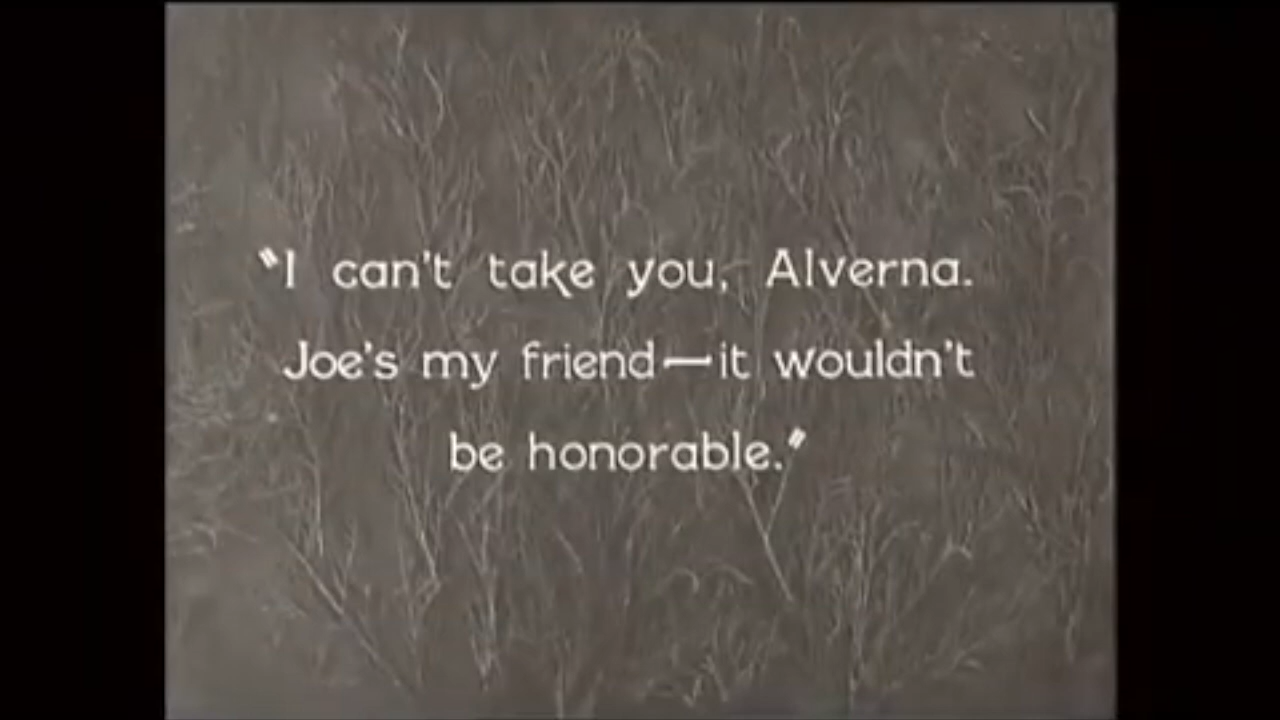 "I can't take you, Alverna.
Joe's my friend—it wouldn't
be honorable."